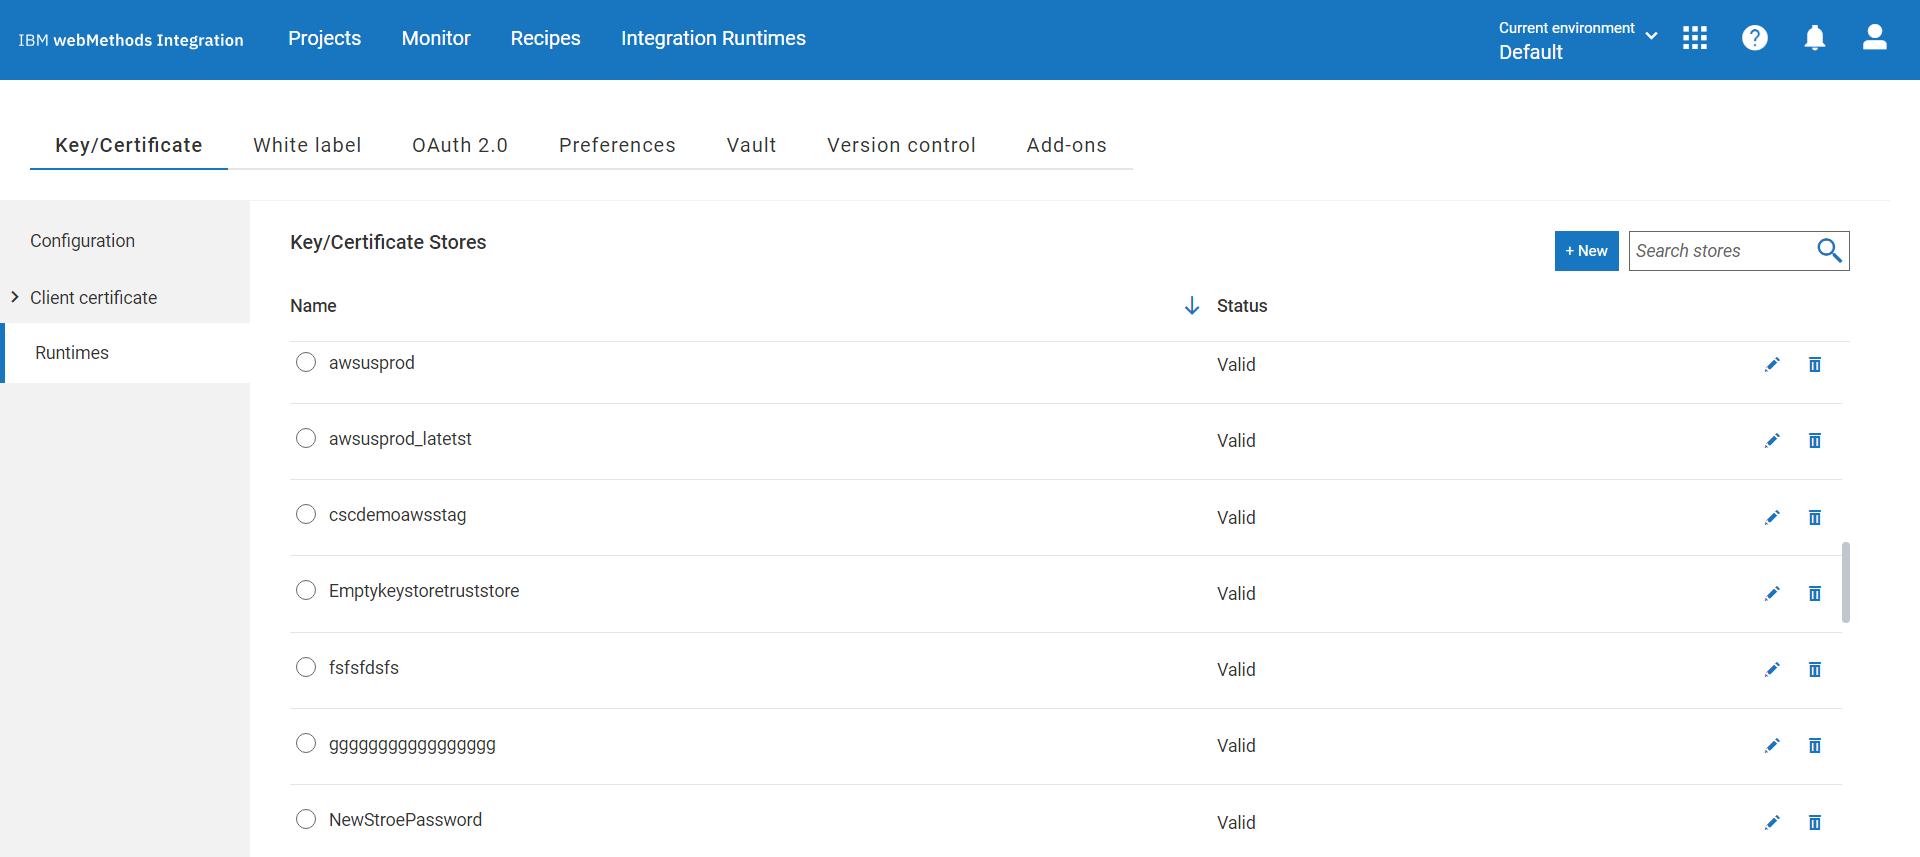 IBM webMethods Integration
Projects
Monitor
Recipes
Integration Runtimes
Current environment
Default
Key/Certificate
White label
OAuth 2.0
Preferences
Vault
Version control
Add-ons
Configuration
Client certificate
Runtimes
Key/Certificate Stores
+ New
Search stores
Name
Status
awsusprod
Valid
awsusprod_latetst
Valid
cscdemoawsstag
Valid
Emptykeystoretruststore
Valid
fsfsfdsfs
Valid
ggggggggggggggggg
Valid
NewStroePassword
Valid